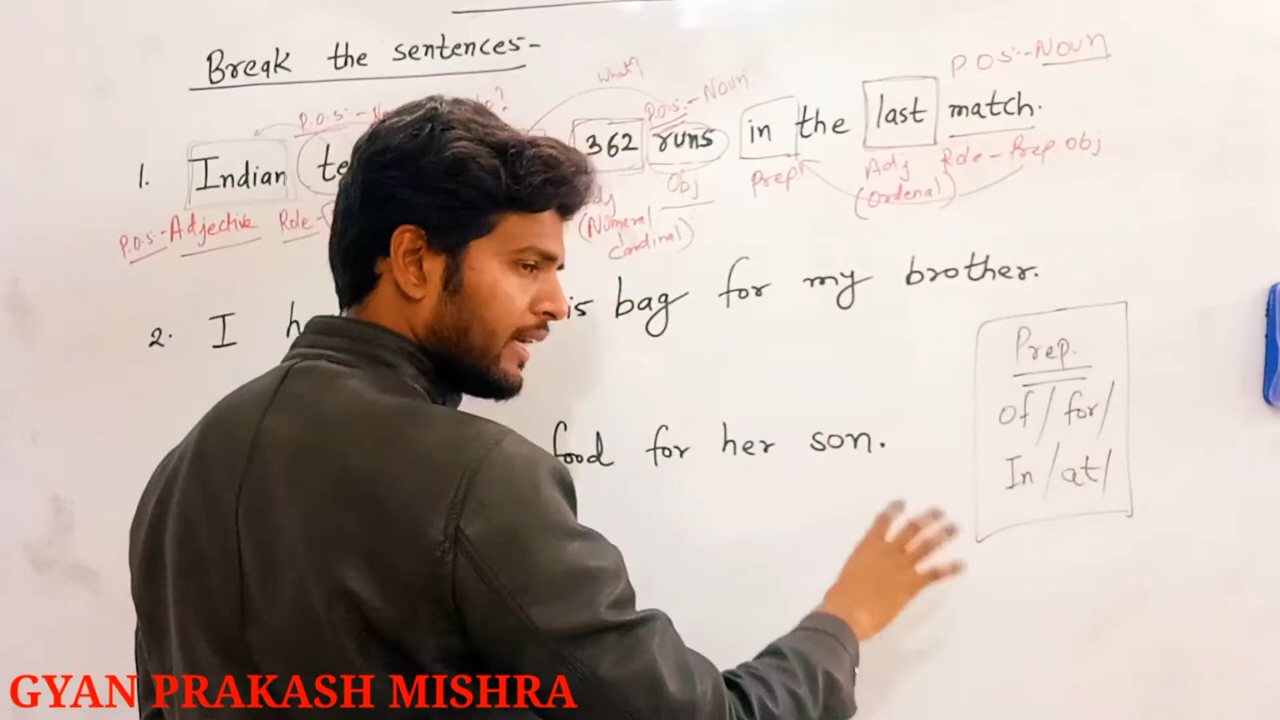 Break the sentences-
What?
P.O.S:- Noun
P.O.S:- Noun
1. Indian 362 runs in the last match.
P.O.S:- Adjective Role- (Numeral cardinal) Obj Prep Adj (Ordenal) Role- Prep obj
2. I is bag for my brother.
food for her son.
Prep.
Of / for /
In / at /
GYAN PRAKASH MISHRA